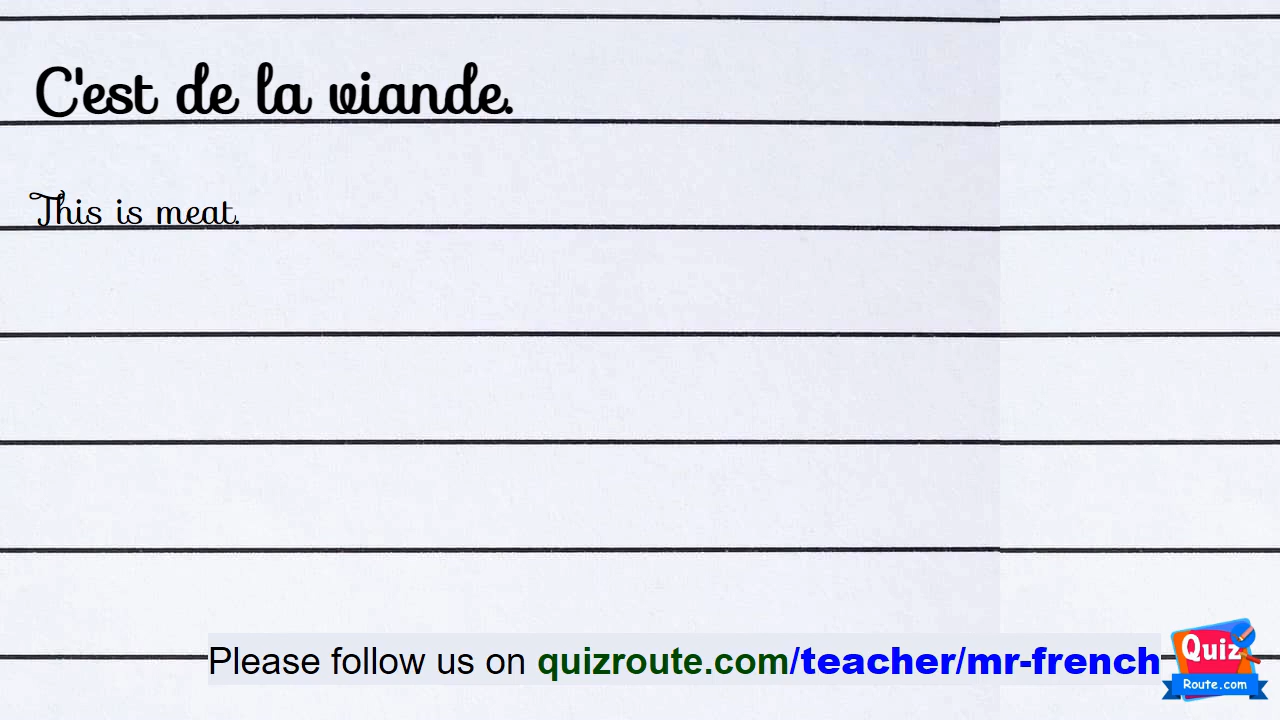 C'est de la viande.
This is meat.
Please follow us on quizroute.com/teacher/mr-french
Quiz
Route.com